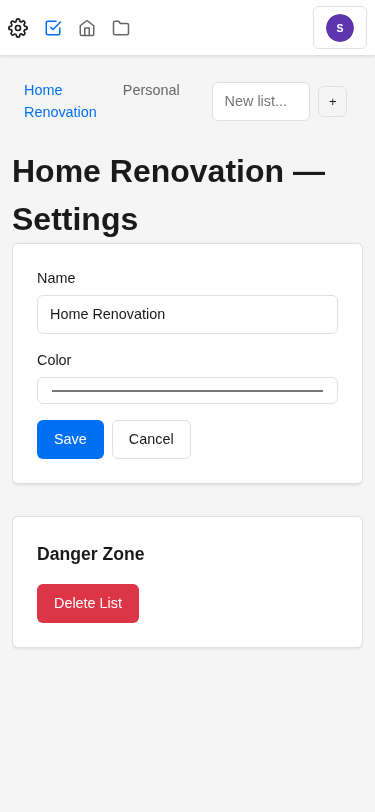 S
Home
Renovation
Personal
New list...
+
Home Renovation —
Settings
Name
Home Renovation
Color
Save
Cancel
Danger Zone
Delete List